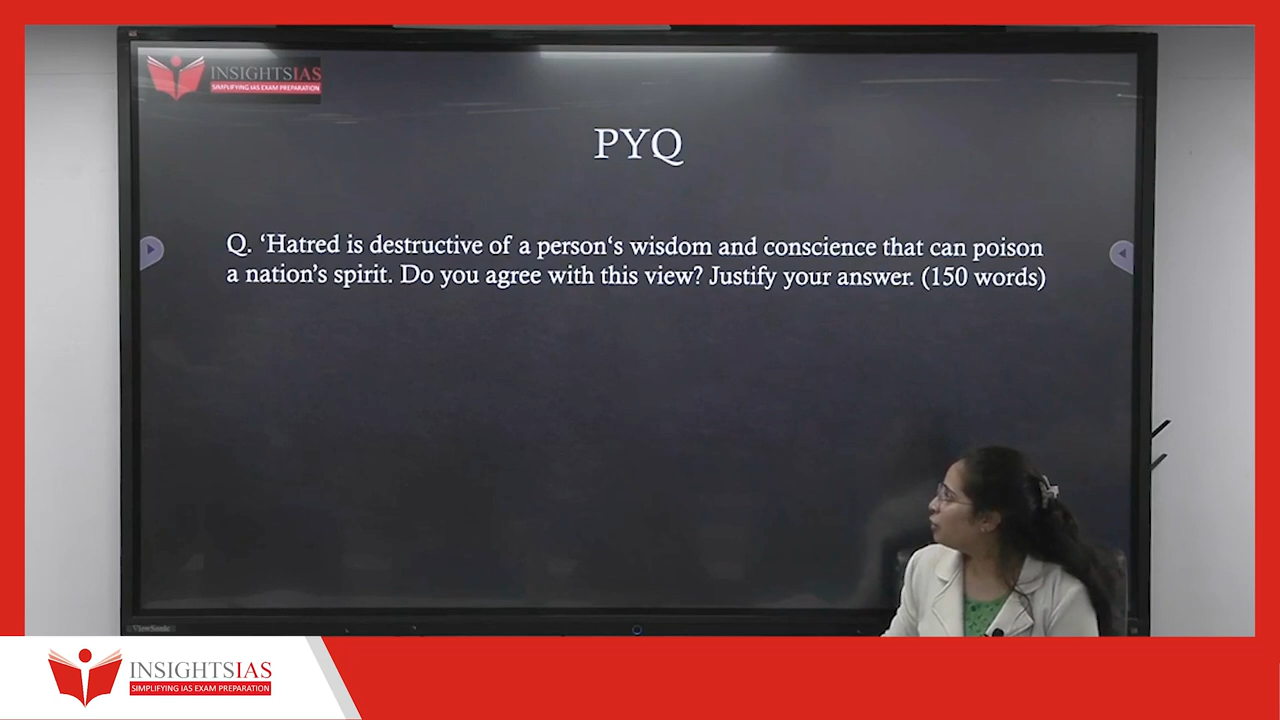 INSIGHTSIAS
SIMPLIFYING IAS EXAM PREPARATION
PYQ
Q. ‘Hatred is destructive of a person‘s wisdom and conscience that can poison
a nation’s spirit. Do you agree with this view? Justify your answer. (150 words)
ViewSonic
INSIGHTSIAS
SIMPLIFYING IAS EXAM PREPARATION